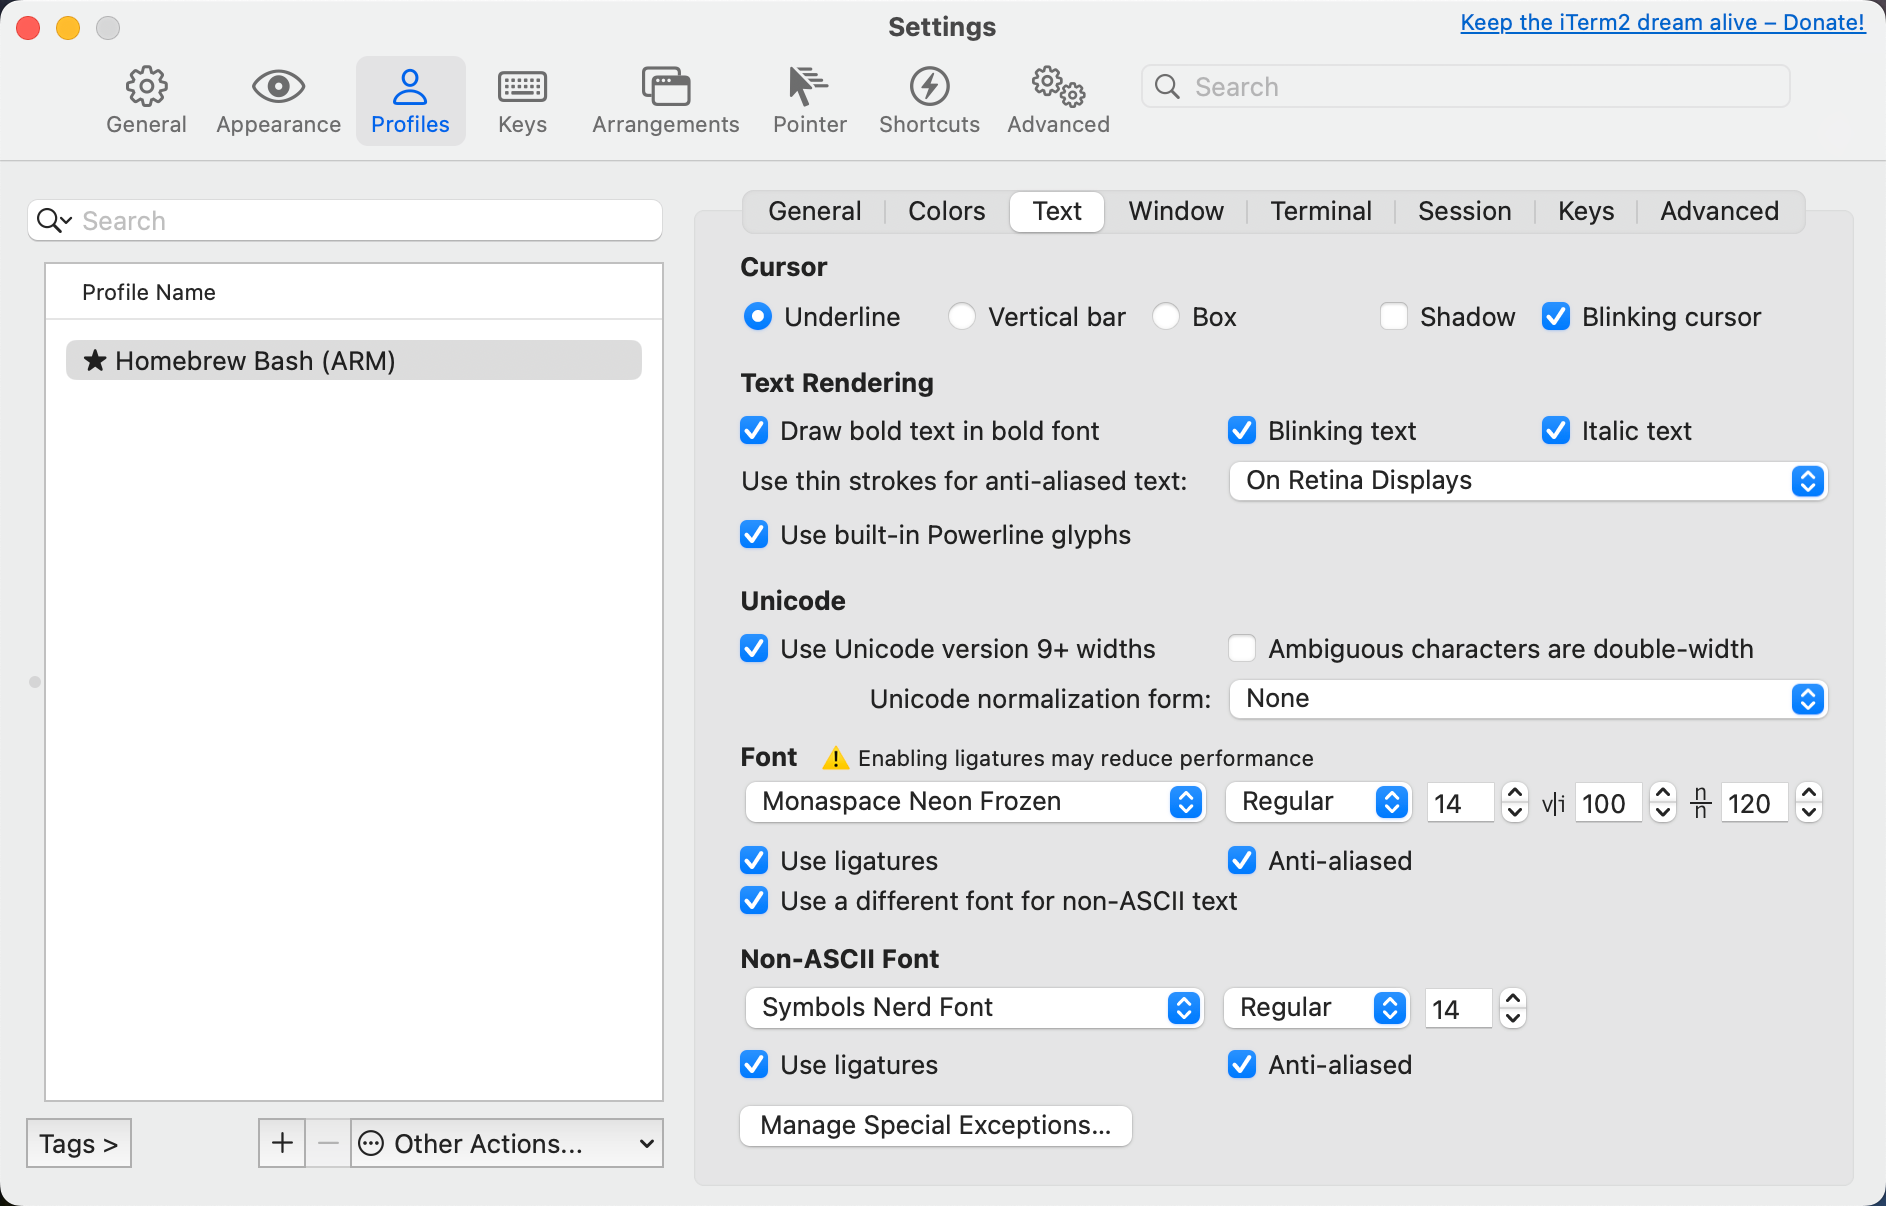 Settings
Keep the iTerm2 dream alive – Donate!
General Appearance Profiles Keys Arrangements Pointer Shortcuts Advanced
Search
Search
Profile Name
★ Homebrew Bash (ARM)
Tags >
+ − Other Actions...
General Colors Text Window Terminal Session Keys Advanced
Cursor
Underline Vertical bar Box Shadow Blinking cursor
Text Rendering
Draw bold text in bold font Blinking text Italic text
Use thin strokes for anti-aliased text: On Retina Displays
Use built-in Powerline glyphs
Unicode
Use Unicode version 9+ widths Ambiguous characters are double-width
Unicode normalization form: None
Font Enabling ligatures may reduce performance
Monaspace Neon Frozen Regular 14 v|i 100 n/n 120
Use ligatures Anti-aliased
Use a different font for non-ASCII text
Non-ASCII Font
Symbols Nerd Font Regular 14
Use ligatures Anti-aliased
Manage Special Exceptions...